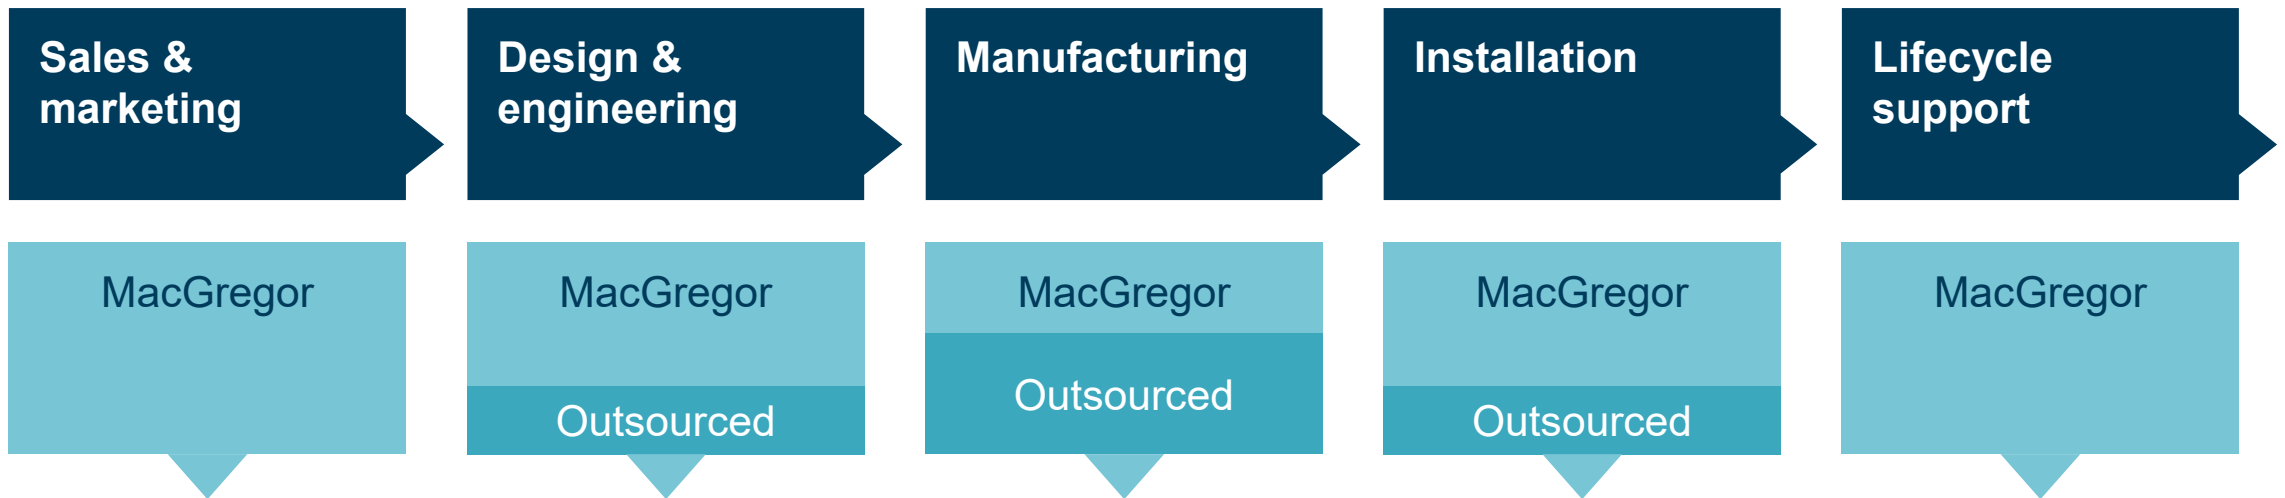 Sales &
marketing
Design &
engineering
Manufacturing
Installation
Lifecycle
support
MacGregor
MacGregor
Outsourced
MacGregor
Outsourced
MacGregor
Outsourced
MacGregor